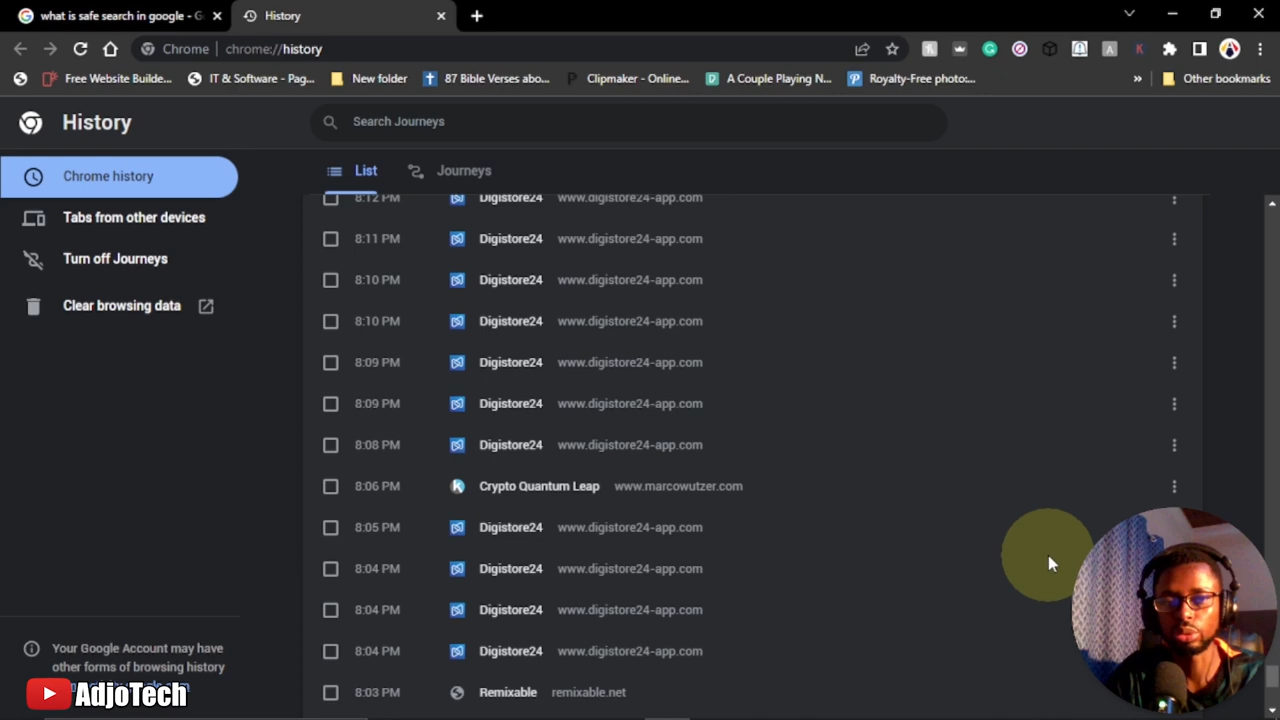 what is safe search in google - G
History
Chrome
chrome://history
Free Website Builde...
IT & Software - Pag...
New folder
87 Bible Verses abo...
Clipmaker - Online...
A Couple Playing N...
Royalty-Free photo:...
»
Other bookmarks
History
Search Journeys
Chrome history
Tabs from other devices
Turn off Journeys
Clear browsing data
List
Journeys
8:12 PM Digistore24 www.digistore24-app.com
8:11 PM Digistore24 www.digistore24-app.com
8:10 PM Digistore24 www.digistore24-app.com
8:10 PM Digistore24 www.digistore24-app.com
8:09 PM Digistore24 www.digistore24-app.com
8:09 PM Digistore24 www.digistore24-app.com
8:08 PM Digistore24 www.digistore24-app.com
8:06 PM Crypto Quantum Leap www.marcowutzer.com
8:05 PM Digistore24 www.digistore24-app.com
8:04 PM Digistore24 www.digistore24-app.com
8:04 PM Digistore24 www.digistore24-app.com
8:04 PM Digistore24 www.digistore24-app.com
8:03 PM Remixable remixable.net
Your Google Account may have
other forms of browsing history
AdjoTech